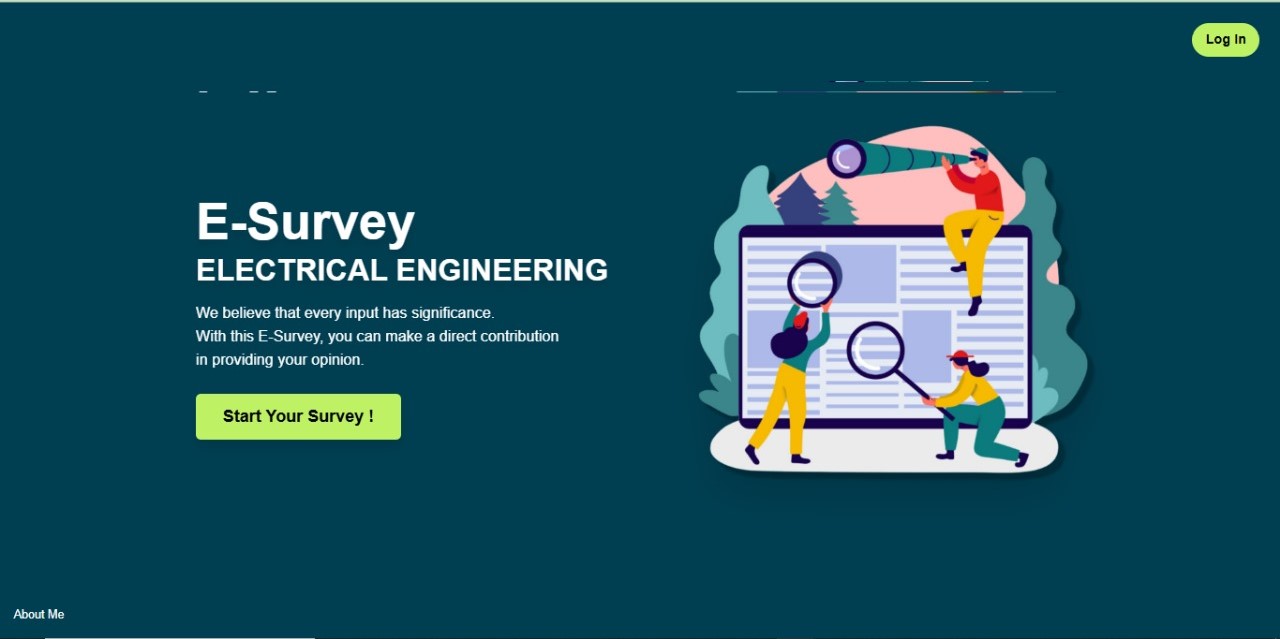 Log In
E-Survey
ELECTRICAL ENGINEERING
We believe that every input has significance.
With this E-Survey, you can make a direct contribution
in providing your opinion.
Start Your Survey !
About Me